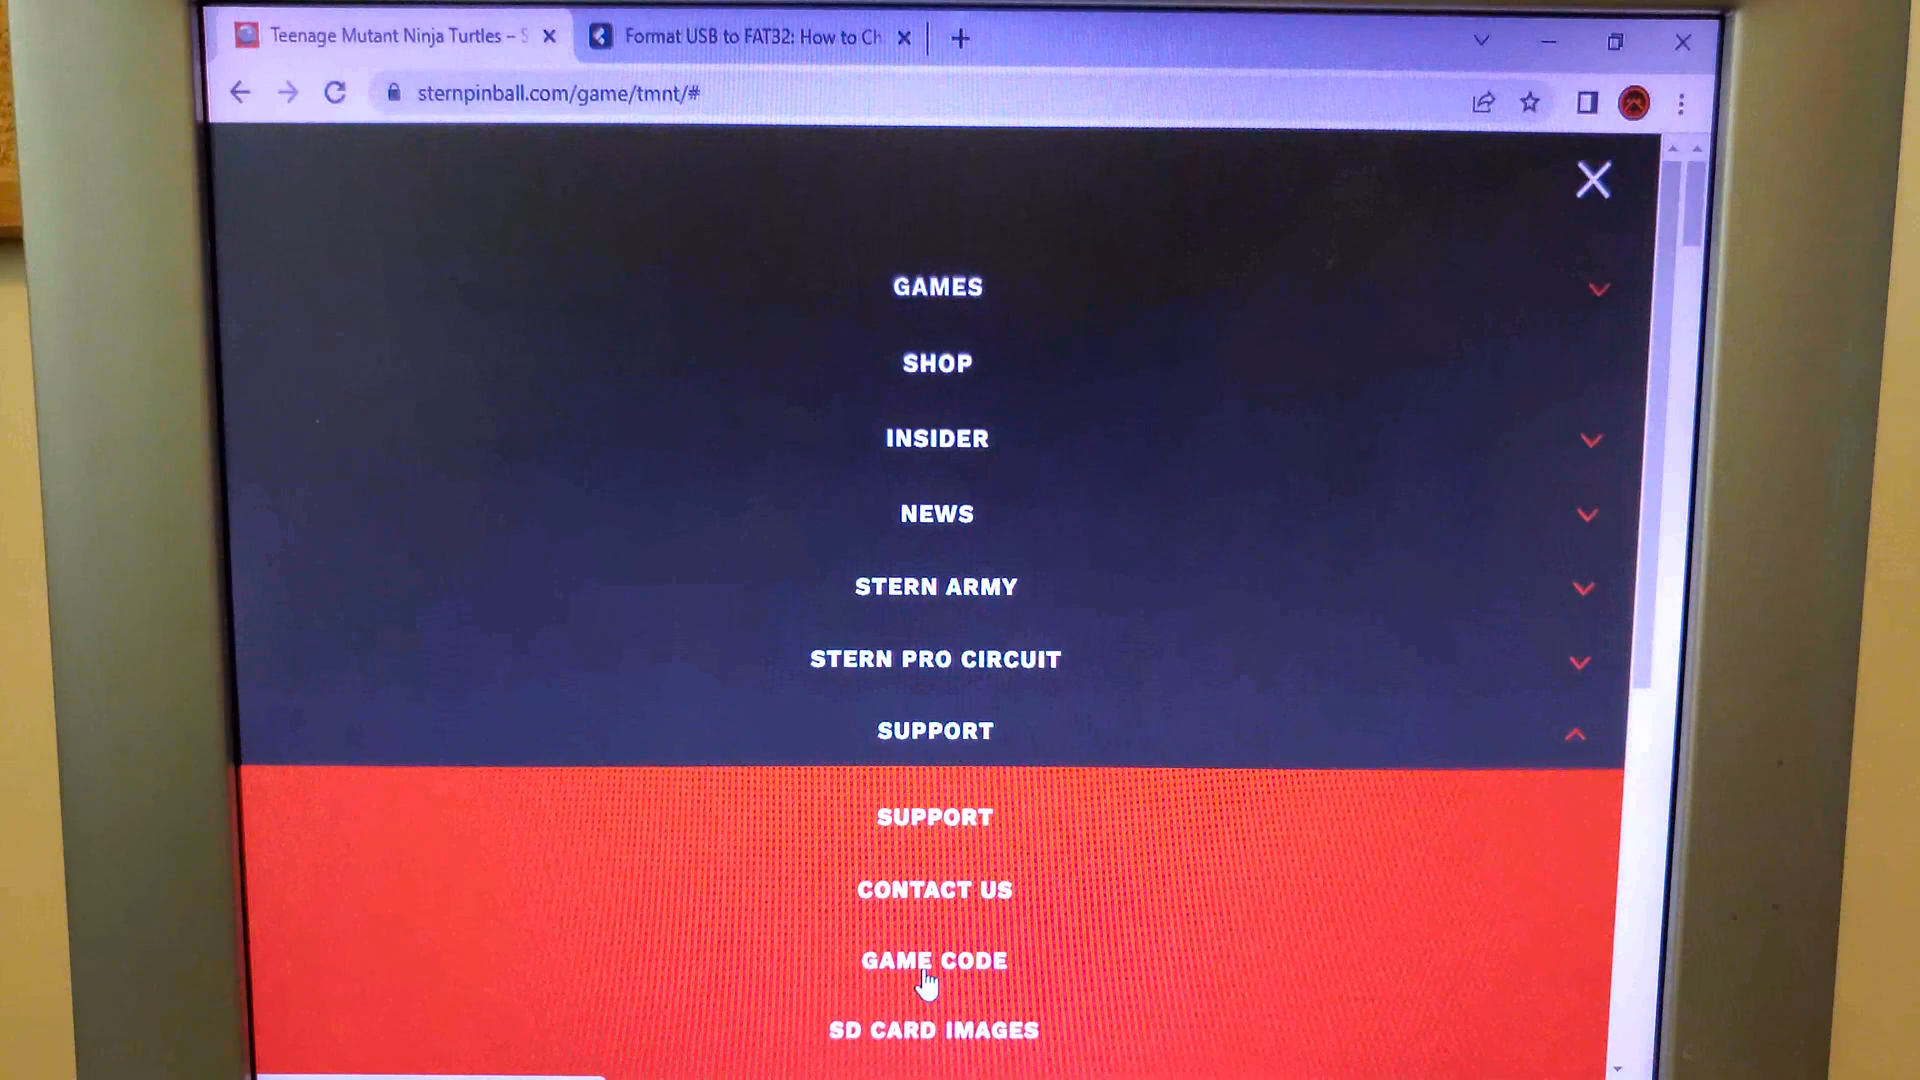 Teenage Mutant Ninja Turtles – S
Format USB to FAT32: How to Ch
sternpinball.com/game/tmnt/#
GAMES
SHOP
INSIDER
NEWS
STERN ARMY
STERN PRO CIRCUIT
SUPPORT
SUPPORT
CONTACT US
GAME CODE
SD CARD IMAGES